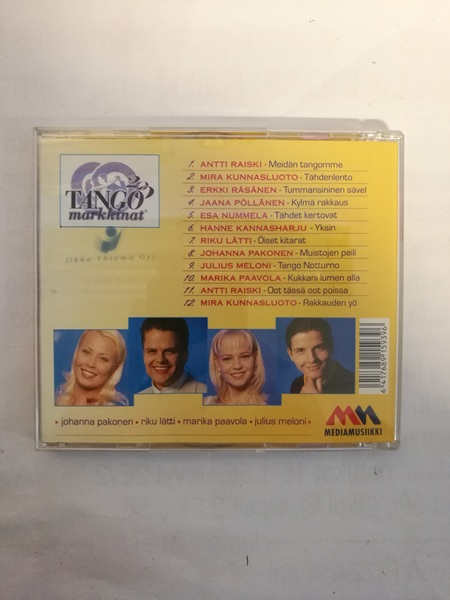 TANGO
markkinat
1. ANTTI RAISKI - Meidän tangomme
2. MIRA KUNNASLUOTO - Tähdenlento
3. ERKKI RÄSÄNEN - Tummansininen sävel
4. JAANA PÖLLÄNEN - Kylmä rakkaus
5. ESA NUMMELA - Tähdet kertovat
6. HANNE KANNASHARJU - Yksin
7. RIKU LÄTTI - Öiset kitarat
8. JOHANNA PAKONEN - Muistojen peili
9. JULIUS MELONI - Tango Notturno
10. MARIKA PAAVOLA - Kukkani lumen alla
11. ANTTI RAISKI - Oot tässä oot poissa
12. MIRA KUNNASLUOTO - Rakkauden yö
6 417689 159396
• johanna pakonen • riku lätti • marika paavola • julius meloni •
MEDIAMUSIIKKI